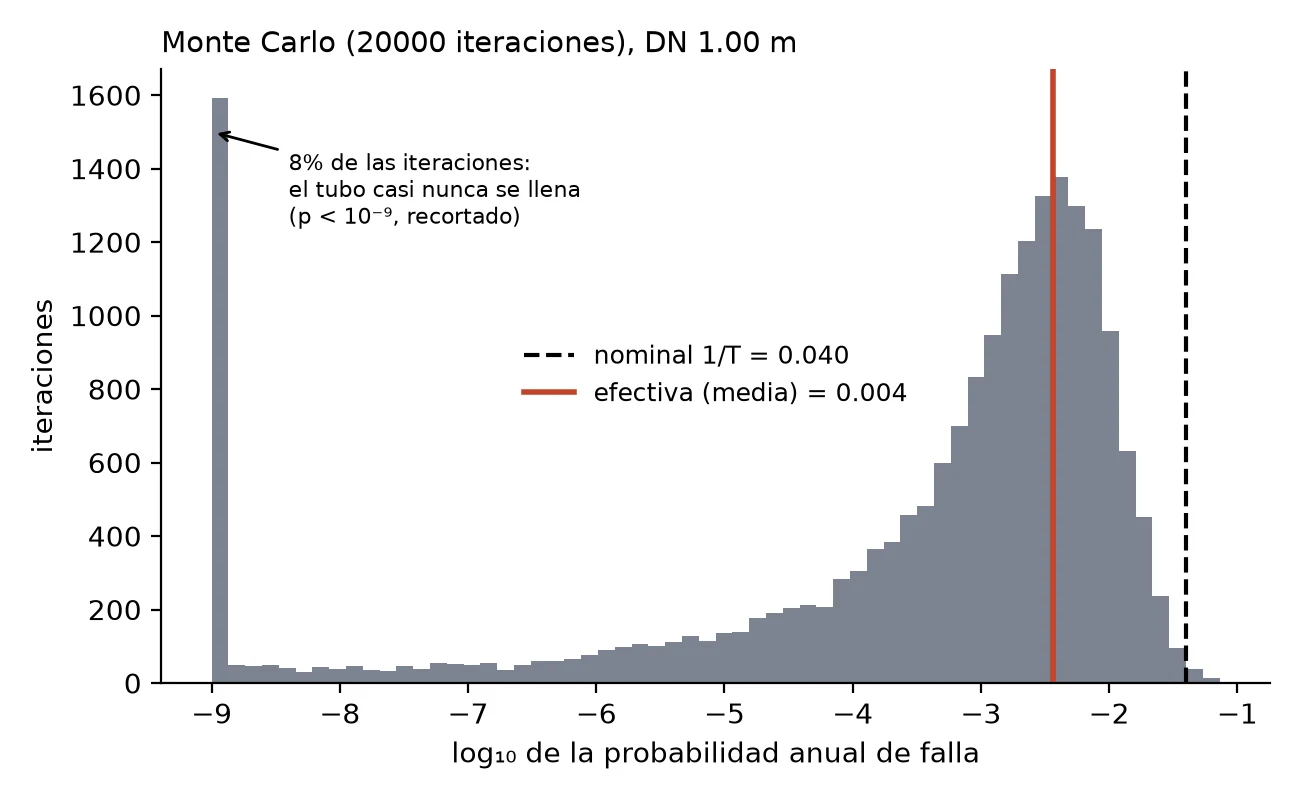 Monte Carlo (20000 iteraciones), DN 1.00 m
1600
1400
1200
1000
800
600
400
200
0
iteraciones
8% de las iteraciones:
el tubo casi nunca se llena
(p < 10⁻⁹, recortado)
nominal 1/T = 0.040
efectiva (media) = 0.004
−9 −8 −7 −6 −5 −4 −3 −2 −1
log₁₀ de la probabilidad anual de falla